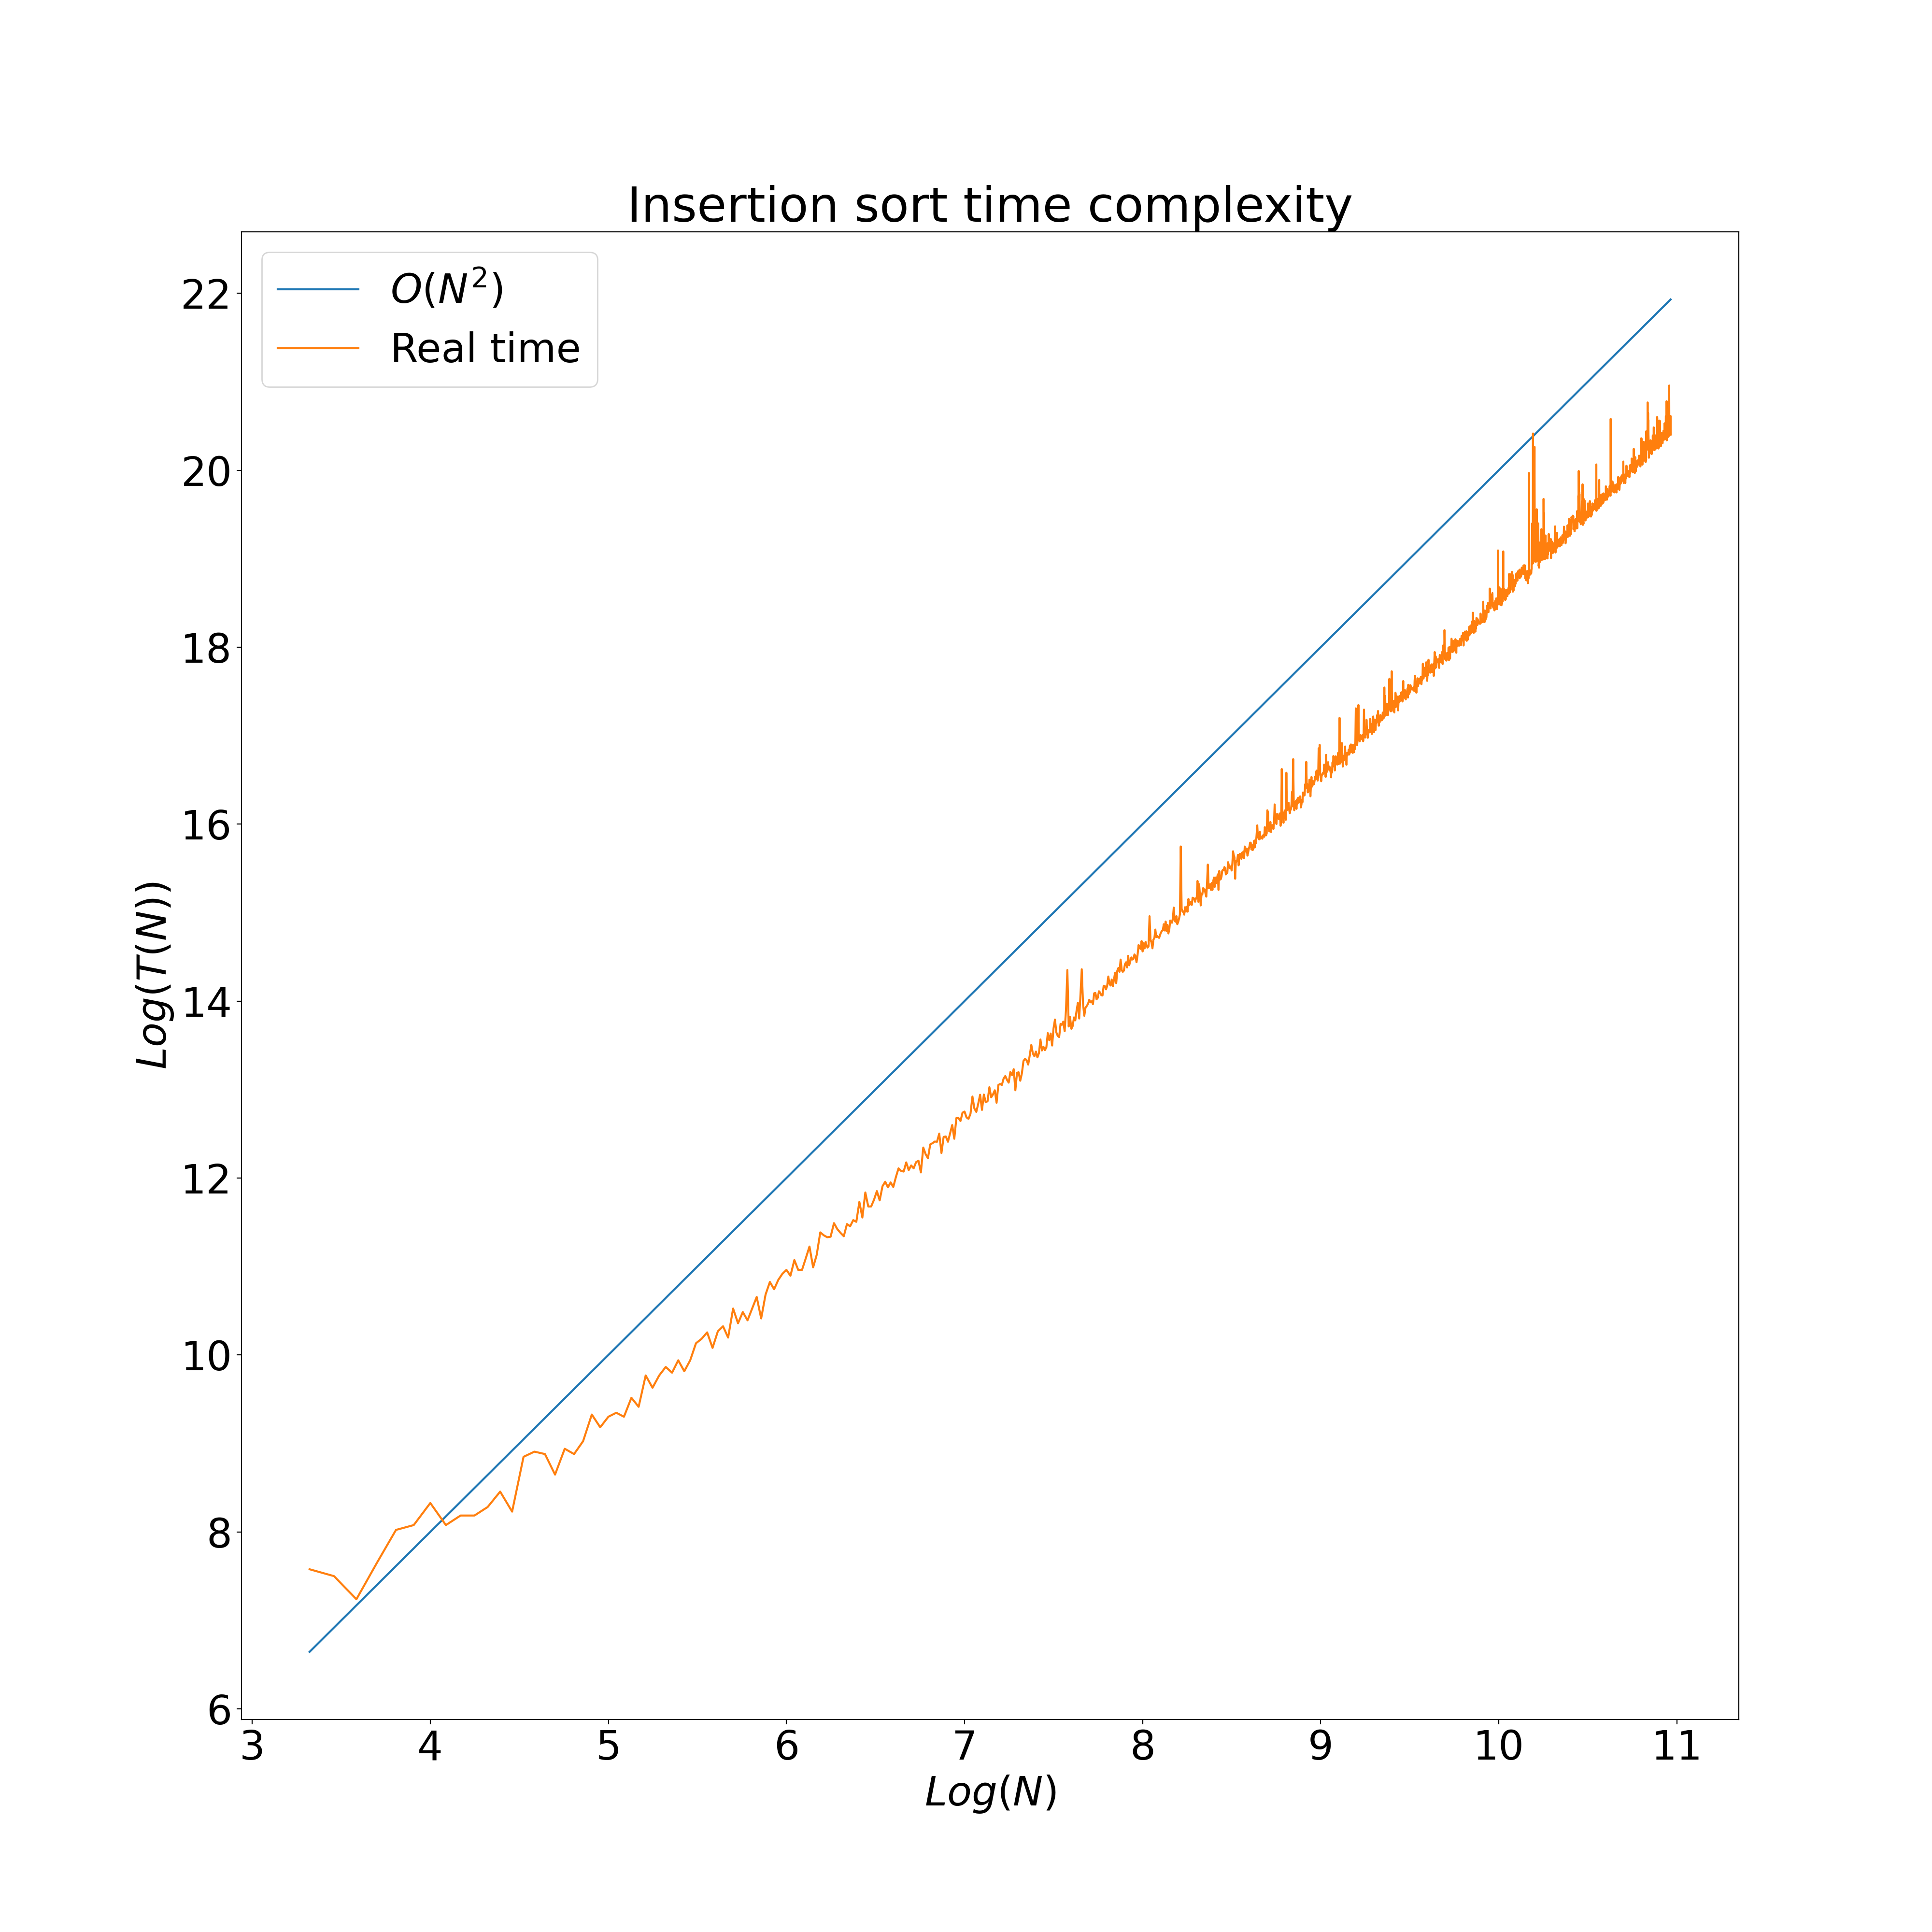 Insertion sort time complexity
O(N²)
Real time
22
20
18
16
14
12
10
8
6
Log(T(N))
3 4 5 6 7 8 9 10 11
Log(N)